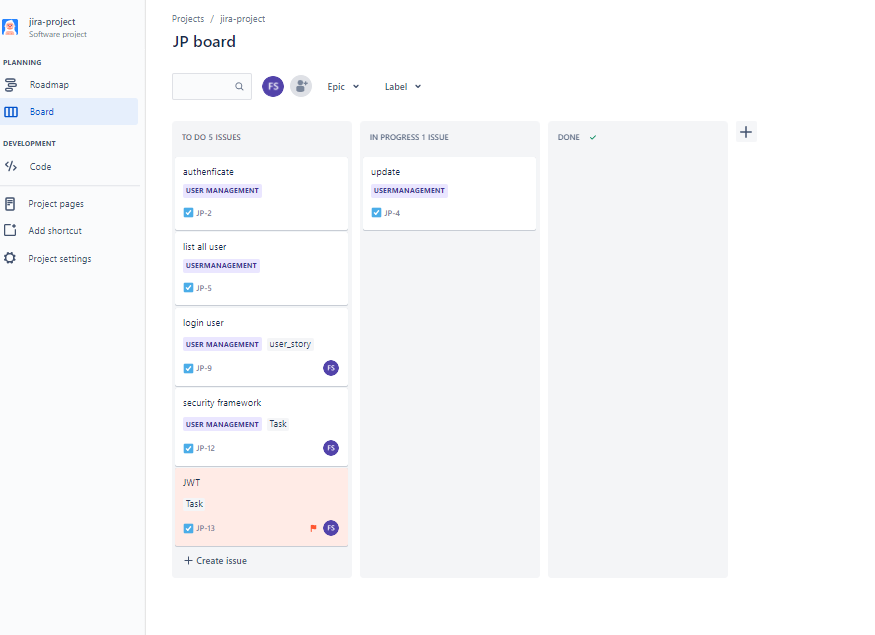 jira-project
Software project
PLANNING
Roadmap
Board
DEVELOPMENT
Code
Project pages
Add shortcut
Project settings
Projects / jira-project
JP board
FS
Epic
Label
TO DO 5 ISSUES
authenficate
USER MANAGEMENT
JP-2
list all user
USERMANAGEMENT
JP-5
login user
USER MANAGEMENT user_story
JP-9 FS
security framework
USER MANAGEMENT Task
JP-12 FS
JWT
Task
JP-13 FS
+ Create issue
IN PROGRESS 1 ISSUE
update
USERMANAGEMENT
JP-4
DONE